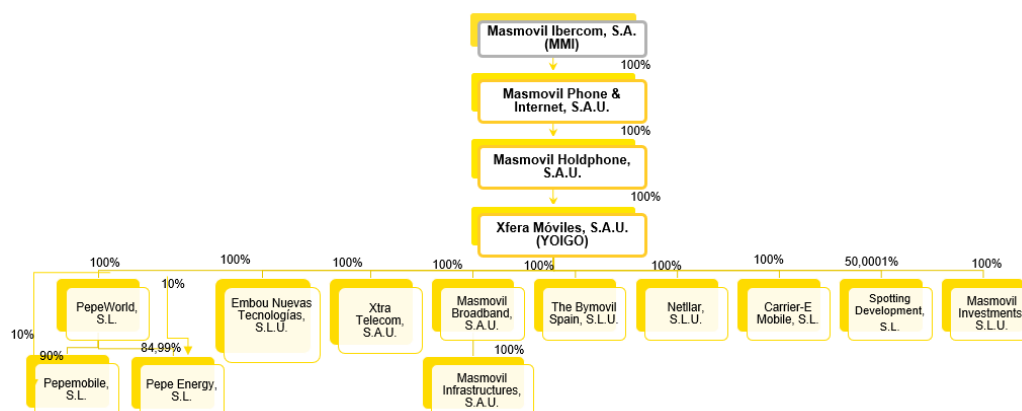 Masmovil Ibercom, S.A.
(MMI)
100%
Masmovil Phone &
Internet, S.A.U.
100%
Masmovil Holdphone,
S.A.U.
100%
Xfera Móviles, S.A.U.
(YOIGO)
100%
100%
100%
100%
100%
100%
100%
50,0001%
100%
10%
PepeWorld,
S.L.
Embou Nuevas
Tecnologías,
S.L.U.
Xtra
Telecom,
S.A.U.
Masmovil
Broadband,
S.A.U.
The Bymovil
Spain, S.L.U.
Netllar,
S.L.U.
Carrier-E
Mobile, S.L.
Spotting
Development,
S.L.
Masmovil
Investments
S.L.U.
10%
90%
84,99%
100%
Pepemobile,
S.L.
Pepe Energy,
S.L.
Masmovil
Infrastructures,
S.A.U.